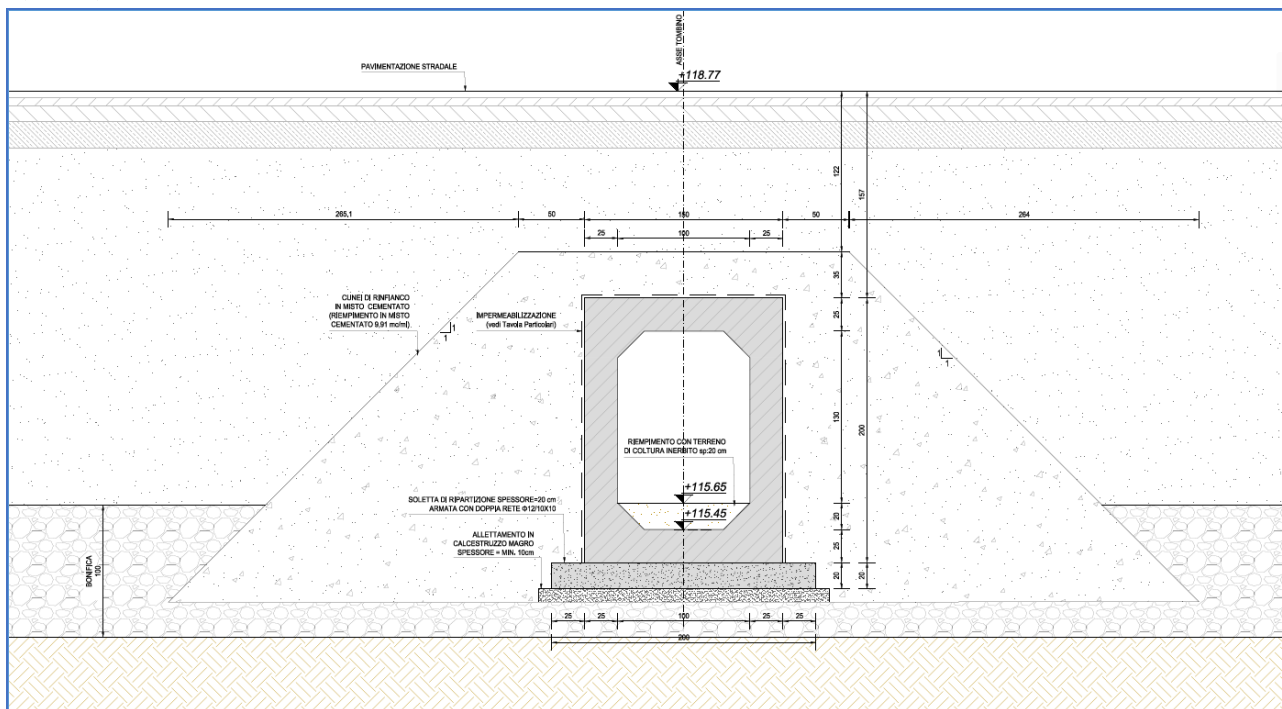 ASSE TOMBINO
PAVIMENTAZIONE STRADALE
+118.77
122
157
265,1
50
150
50
264
25
100
25
35
CUNEI DI RINFIANCO
IN MISTO CEMENTATO
(RIEMPIMENTO IN MISTO
CEMENTATO 9,91 mc/ml)
1
1
IMPERMEABILIZZAZIONE
(vedi Tavola Particolari)
25
1
1
130
200
RIEMPIMENTO CON TERRENO
DI COLTURA INERBITO sp:20 cm
+115.65
SOLETTA DI RIPARTIZIONE SPESSORE=20 cm
ARMATA CON DOPPIA RETE Φ12/10X10
+115.45
20
ALLETTAMENTO IN
CALCESTRUZZO MAGRO
SPESSORE = MIN. 10cm
25
BONIFICA
100
20
20
25
25
100
25
25
200